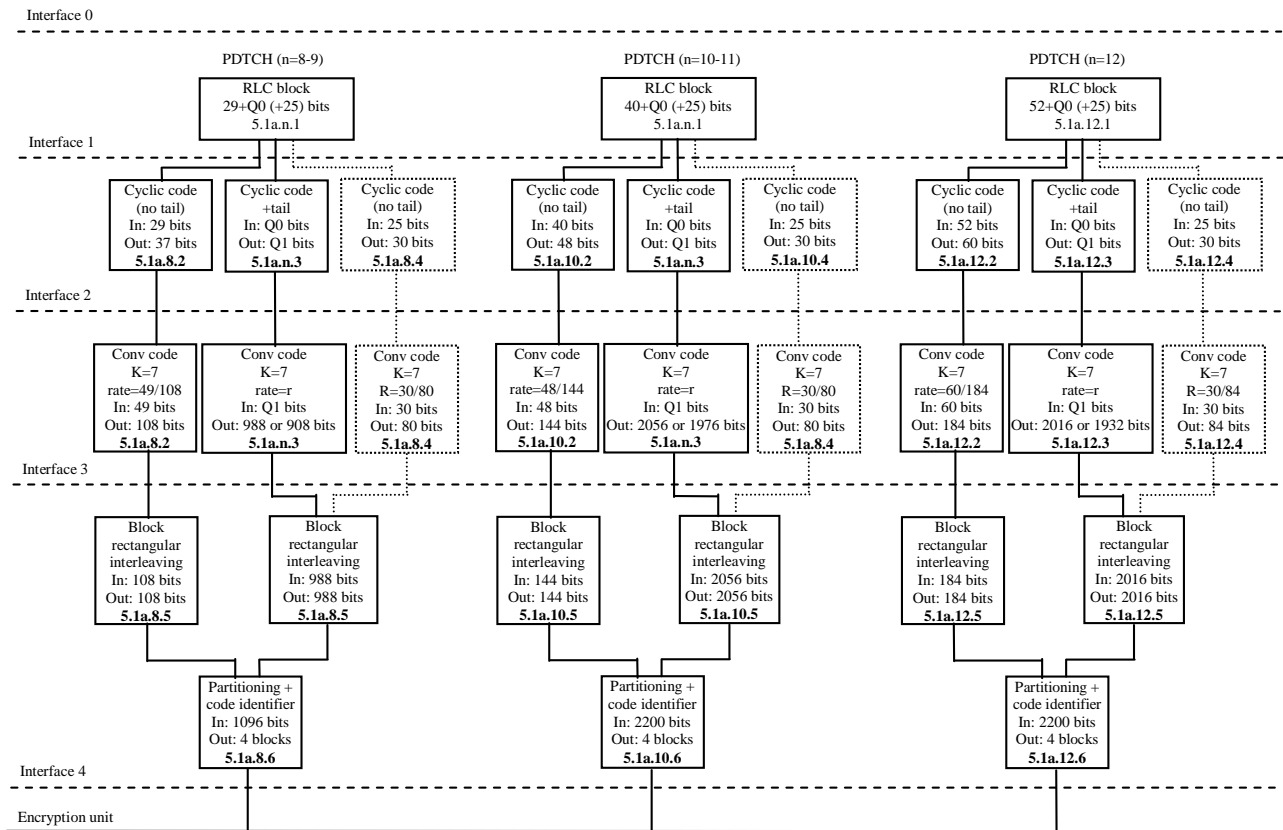 Interface 0
PDTCH (n=8-9)
RLC block
29+Q0 (+25) bits
5.1a.n.1
PDTCH (n=10-11)
RLC block
40+Q0 (+25) bits
5.1a.n.1
PDTCH (n=12)
RLC block
52+Q0 (+25) bits
5.1a.12.1
Interface 1
Cyclic code
(no tail)
In: 29 bits
Out: 37 bits
5.1a.8.2
Cyclic code
+tail
In: Q0 bits
Out: Q1 bits
5.1a.n.3
Cyclic code
(no tail)
In: 25 bits
Out: 30 bits
5.1a.8.4
Cyclic code
(no tail)
In: 40 bits
Out: 48 bits
5.1a.10.2
Cyclic code
+tail
In: Q0 bits
Out: Q1 bits
5.1a.n.3
Cyclic code
(no tail)
In: 25 bits
Out: 30 bits
5.1a.10.4
Cyclic code
(no tail)
In: 52 bits
Out: 60 bits
5.1a.12.2
Cyclic code
+tail
In: Q0 bits
Out: Q1 bits
5.1a.12.3
Cyclic code
(no tail)
In: 25 bits
Out: 30 bits
5.1a.12.4
Interface 2
Conv code
K=7
rate=49/108
In: 49 bits
Out: 108 bits
5.1a.8.2
Conv code
K=7
rate=r
In: Q1 bits
Out: 988 or 908 bits
5.1a.n.3
Conv code
K=7
R=30/80
In: 30 bits
Out: 80 bits
5.1a.8.4
Conv code
K=7
rate=48/144
In: 48 bits
Out: 144 bits
5.1a.10.2
Conv code
K=7
rate=r
In: Q1 bits
Out: 2056 or 1976 bits
5.1a.n.3
Conv code
K=7
R=30/80
In: 30 bits
Out: 80 bits
5.1a.8.4
Conv code
K=7
rate=60/184
In: 60 bits
Out: 184 bits
5.1a.12.2
Conv code
K=7
rate=r
In: Q1 bits
Out: 2016 or 1932 bits
5.1a.12.3
Conv code
K=7
R=30/84
In: 30 bits
Out: 84 bits
5.1a.12.4
Interface 3
Block
rectangular
interleaving
In: 108 bits
Out: 108 bits
5.1a.8.5
Block
rectangular
interleaving
In: 988 bits
Out: 988 bits
5.1a.8.5
Block
rectangular
interleaving
In: 144 bits
Out: 144 bits
5.1a.10.5
Block
rectangular
interleaving
In: 2056 bits
Out: 2056 bits
5.1a.10.5
Block
rectangular
interleaving
In: 184 bits
Out: 184 bits
5.1a.12.5
Block
rectangular
interleaving
In: 2016 bits
Out: 2016 bits
5.1a.12.5
Partitioning +
code identifier
In: 1096 bits
Out: 4 blocks
5.1a.8.6
Partitioning +
code identifier
In: 2200 bits
Out: 4 blocks
5.1a.10.6
Partitioning +
code identifier
In: 2200 bits
Out: 4 blocks
5.1a.12.6
Interface 4
Encryption unit